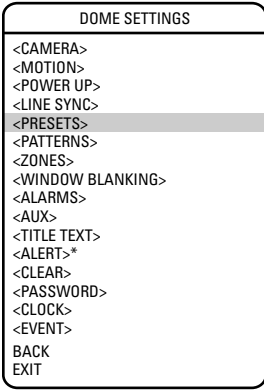 DOME SETTINGS
<CAMERA>
<MOTION>
<POWER UP>
<LINE SYNC>
<PRESETS>
<PATTERNS>
<ZONES>
<WINDOW BLANKING>
<ALARMS>
<AUX>
<TITLE TEXT>
<ALERT>*
<CLEAR>
<PASSWORD>
<CLOCK>
<EVENT>
BACK
EXIT